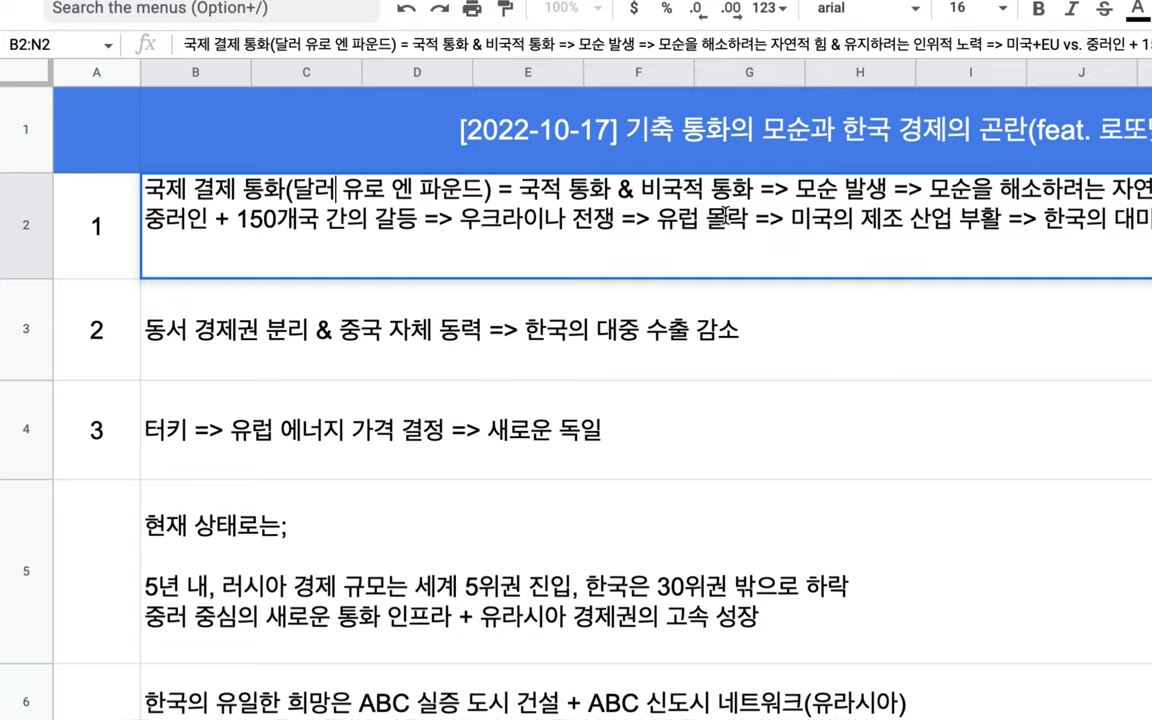 Search the menus (Option+/)
100%
$ % .0 .00 123
arial
16
B I S A
B2:N2
fx 국제 결제 통화(달러 유로 엔 파운드) = 국적 통화 & 비국적 통화 => 모순 발생 => 모순을 해소하려는 자연적 힘 & 유지하려는 인위적 노력 => 미국+EU vs. 중러인 + 15
A B C D E F G H I J
1
[2022-10-17] 기축 통화의 모순과 한국 경제의 곤란(feat. 로또
2
1
국제 결제 통화(달러 유로 엔 파운드) = 국적 통화 & 비국적 통화 => 모순 발생 => 모순을 해소하려는 자연
중러인 + 150개국 간의 갈등 => 우크라이나 전쟁 => 유럽 몰락 => 미국의 제조 산업 부활 => 한국의 대미
3
2
동서 경제권 분리 & 중국 자체 동력 => 한국의 대중 수출 감소
4
3
터키 => 유럽 에너지 가격 결정 => 새로운 독일
5
현재 상태로는;
5년 내, 러시아 경제 규모는 세계 5위권 진입, 한국은 30위권 밖으로 하락
중러 중심의 새로운 통화 인프라 + 유라시아 경제권의 고속 성장
6
한국의 유일한 희망은 ABC 실증 도시 건설 + ABC 신도시 네트워크(유라시아)